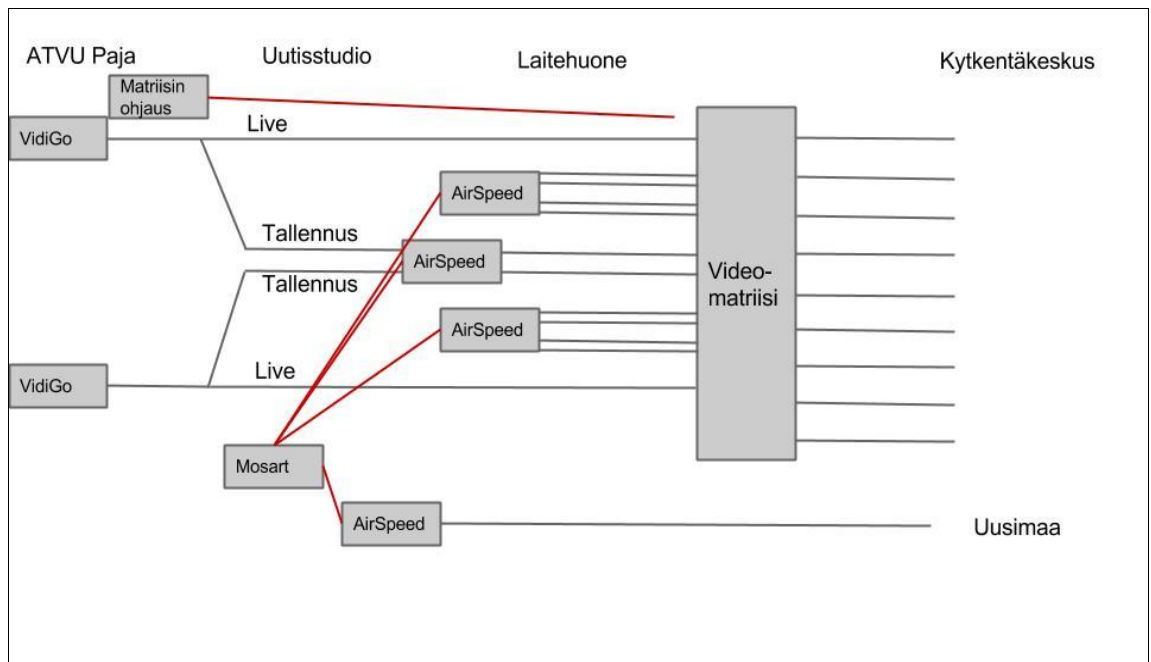 ATVU Paja
Uutisstudio
Laitehuone
Kytkentäkeskus
Matriisin
ohjaus
VidiGo
Live
AirSpeed
Tallennus
AirSpeed
Tallennus
Video-
matriisi
AirSpeed
VidiGo
Live
Mosart
AirSpeed
Uusimaa